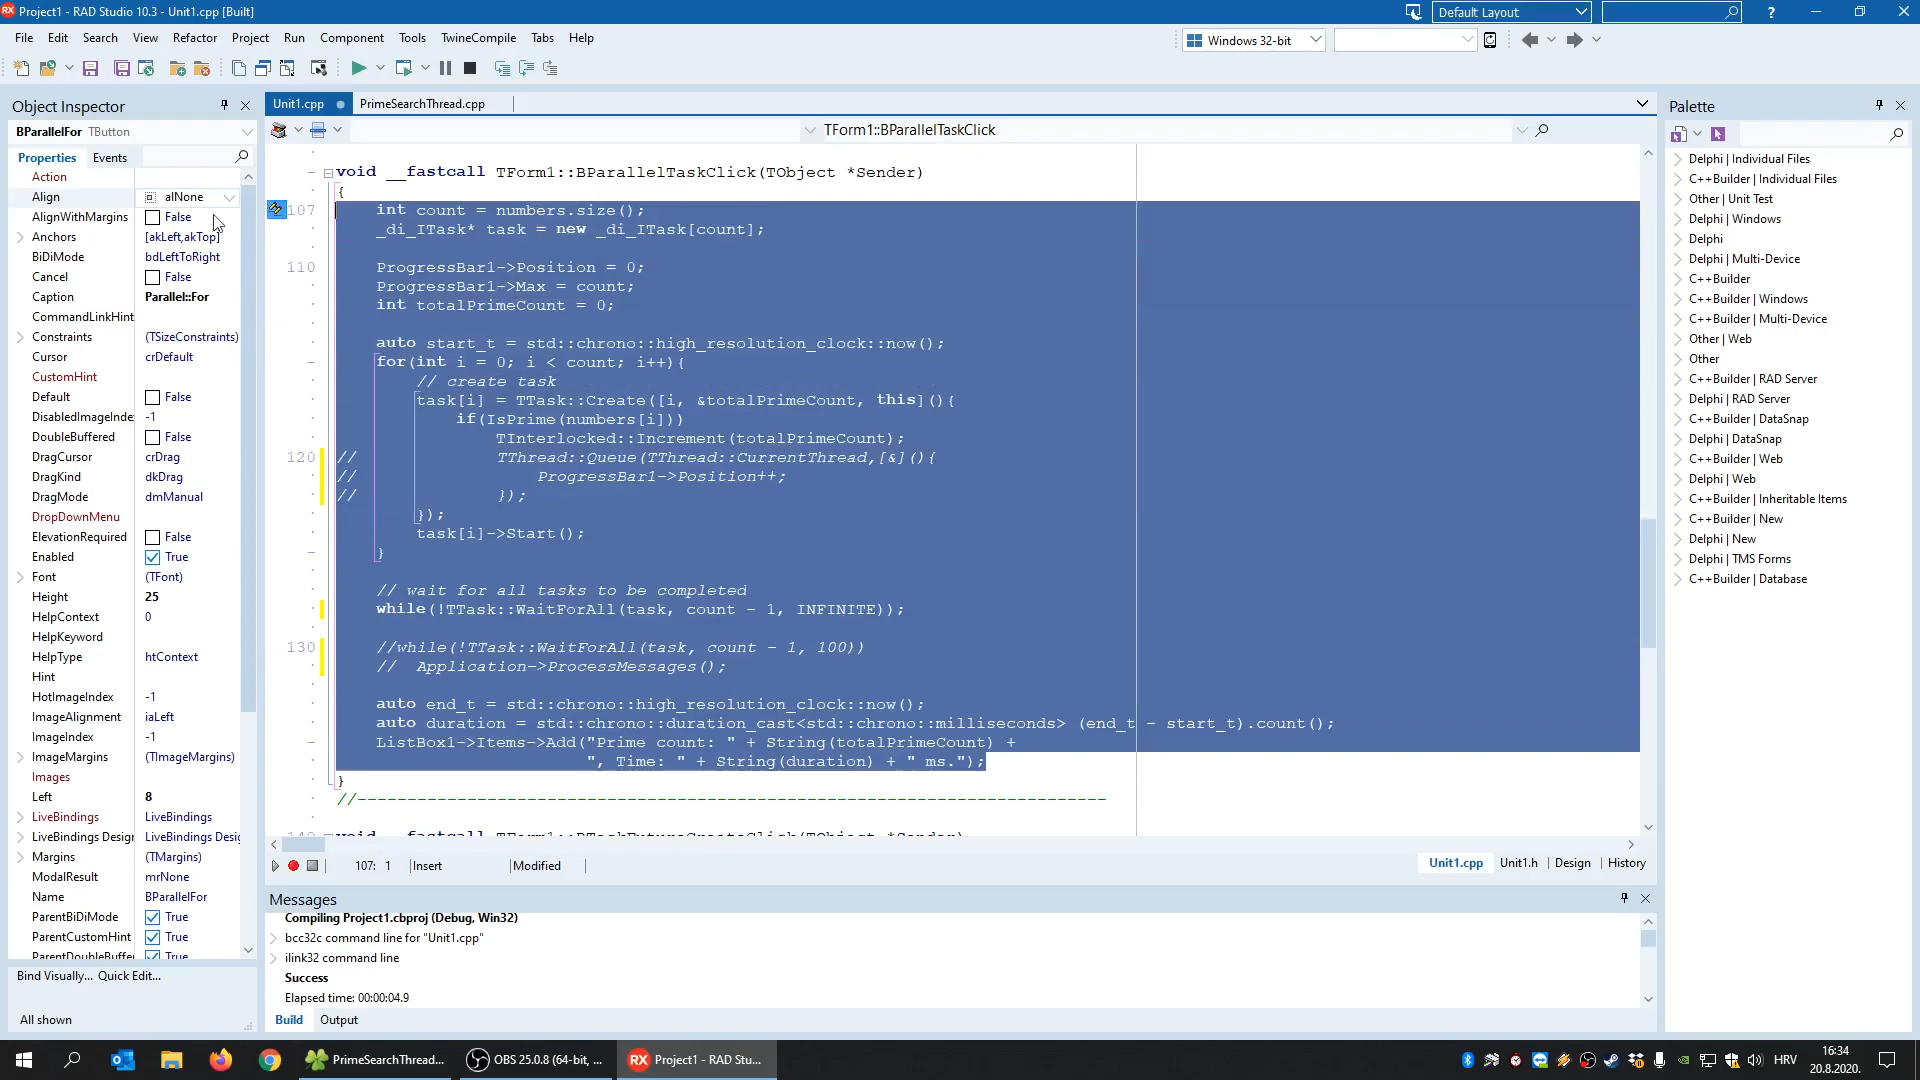 Project1 - RAD Studio 10.3 - Unit1.cpp [Built]
Default Layout
File Edit Search View Refactor Project Run Component Tools TwineCompile Tabs Help
Windows 32-bit
Object Inspector
BParallelFor TButton
Properties Events
Action
Align alNone
AlignWithMargins False
Anchors [akLeft,akTop]
BiDiMode bdLeftToRight
Cancel False
Caption Parallel::For
CommandLinkHint
Constraints (TSizeConstraints)
Cursor crDefault
CustomHint
Default False
DisabledImageInde: -1
DoubleBuffered False
DragCursor crDrag
DragKind dkDrag
DragMode dmManual
DropDownMenu
ElevationRequired False
Enabled True
Font (TFont)
Height 25
HelpContext 0
HelpKeyword
HelpType htContext
Hint
HotImageIndex -1
ImageAlignment iaLeft
ImageIndex -1
ImageMargins (TImageMargins)
Images
Left 8
LiveBindings LiveBindings
LiveBindings Desigr LiveBindings Desig
Margins (TMargins)
ModalResult mrNone
Name BParallelFor
ParentBiDiMode True
ParentCustomHint True
ParentDoubleBuffer True
Bind Visually... Quick Edit...
All shown
Unit1.cpp PrimeSearchThread.cpp
TForm1::BParallelTaskClick
void __fastcall TForm1::BParallelTaskClick(TObject *Sender)
{
107 int count = numbers.size();
_di_ITask* task = new _di_ITask[count];
110 ProgressBar1->Position = 0;
ProgressBar1->Max = count;
int totalPrimeCount = 0;
auto start_t = std::chrono::high_resolution_clock::now();
for(int i = 0; i < count; i++){
// create task
task[i] = TTask::Create([i, &totalPrimeCount, this](){
if(IsPrime(numbers[i]))
TInterlocked::Increment(totalPrimeCount);
120 // TThread::Queue(TThread::CurrentThread,[&](){
// ProgressBar1->Position++;
// });
});
task[i]->Start();
}
// wait for all tasks to be completed
while(!TTask::WaitForAll(task, count - 1, INFINITE));
130 //while(!TTask::WaitForAll(task, count - 1, 100))
// Application->ProcessMessages();
auto end_t = std::chrono::high_resolution_clock::now();
auto duration = std::chrono::duration_cast<std::chrono::milliseconds> (end_t - start_t).count();
ListBox1->Items->Add("Prime count: " + String(totalPrimeCount) +
", Time: " + String(duration) + " ms.");
}
//---------------------------------------------------------------------------
140 void __fastcall TForm1::BTaskFutureCreateClick(TObject *Sender)
107: 1 Insert Modified
Unit1.cpp Unit1.h Design History
Messages
Compiling Project1.cbproj (Debug, Win32)
bcc32c command line for "Unit1.cpp"
ilink32 command line
Success
Elapsed time: 00:00:04.9
Build Output
Palette
Delphi | Individual Files
C++Builder | Individual Files
Other | Unit Test
Delphi | Windows
Delphi
Delphi | Multi-Device
C++Builder
C++Builder | Windows
C++Builder | Multi-Device
Other | Web
Other
C++Builder | RAD Server
Delphi | RAD Server
C++Builder | DataSnap
Delphi | DataSnap
C++Builder | Web
Delphi | Web
C++Builder | Inheritable Items
C++Builder | New
Delphi | New
Delphi | TMS Forms
C++Builder | Database
PrimeSearchThread...
OBS 25.0.8 (64-bit, ...
RX Project1 - RAD Stu...
HRV
16:34
20.8.2020.